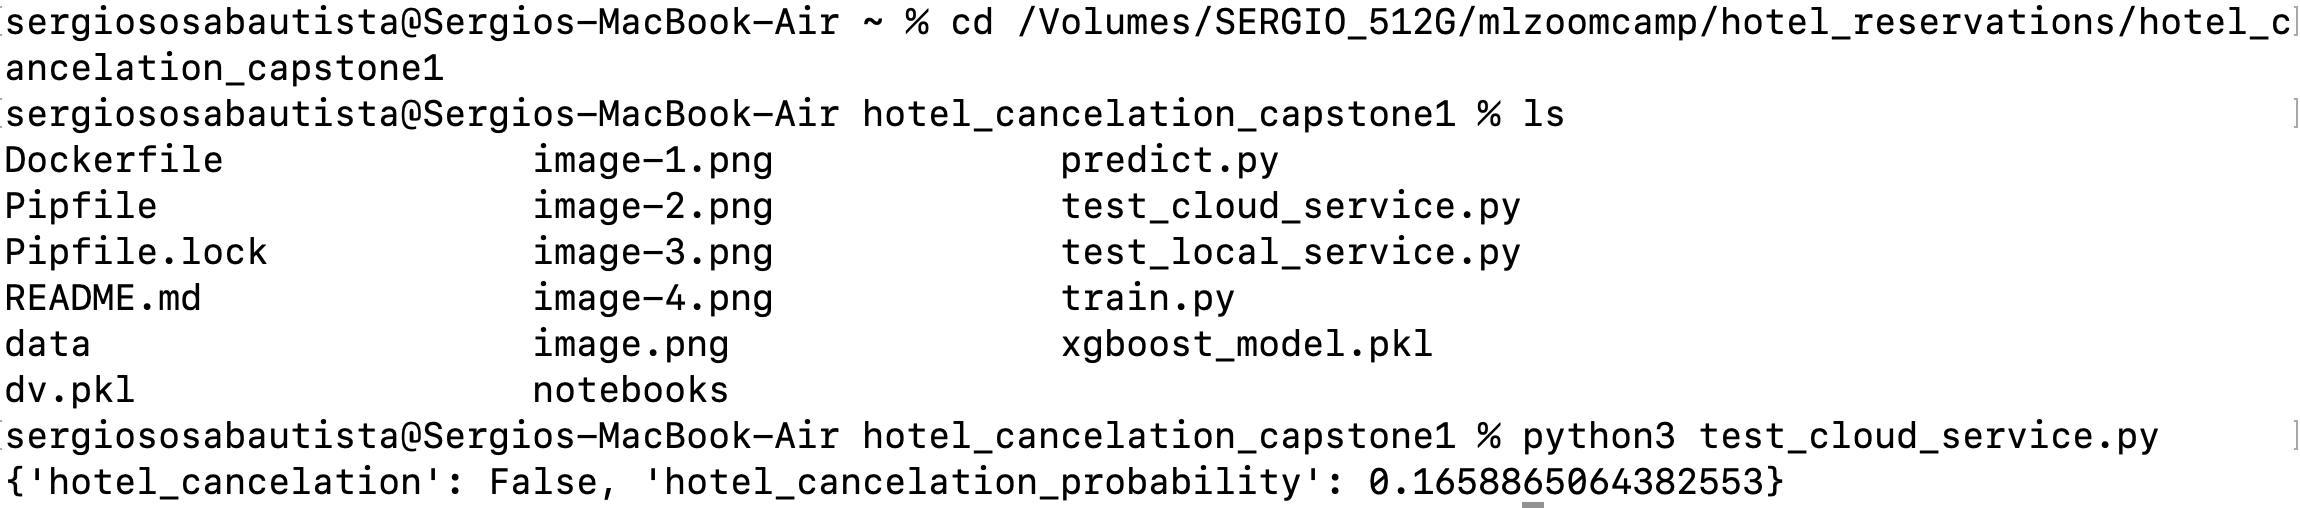 sergiososabautista@Sergios-MacBook-Air ~ % cd /Volumes/SERGIO_512G/mlzoomcamp/hotel_reservations/hotel_c
ancelation_capstone1
sergiososabautista@Sergios-MacBook-Air hotel_cancelation_capstone1 % ls
Dockerfile image-1.png predict.py
Pipfile image-2.png test_cloud_service.py
Pipfile.lock image-3.png test_local_service.py
README.md image-4.png train.py
data image.png xgboost_model.pkl
dv.pkl notebooks
sergiososabautista@Sergios-MacBook-Air hotel_cancelation_capstone1 % python3 test_cloud_service.py
{'hotel_cancelation': False, 'hotel_cancelation_probability': 0.1658865064382553}